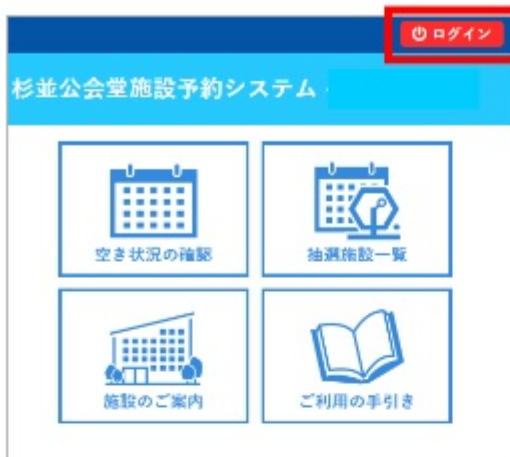 ログイン
杉並公会堂施設予約システム
空き状況の確認
抽選施設一覧
施設のご案内
ご利用の手引き